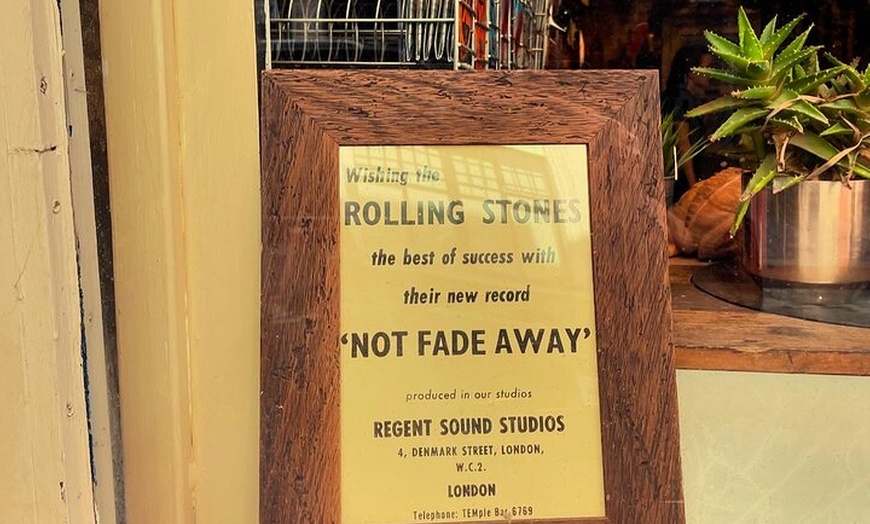 Wishing the
ROLLING STONES
the best of success with
their new record
‘NOT FADE AWAY’
produced in our studios
REGENT SOUND STUDIOS
4, DENMARK STREET, LONDON,
W.C.2.
LONDON
Telephone: TEMple Bar 6769